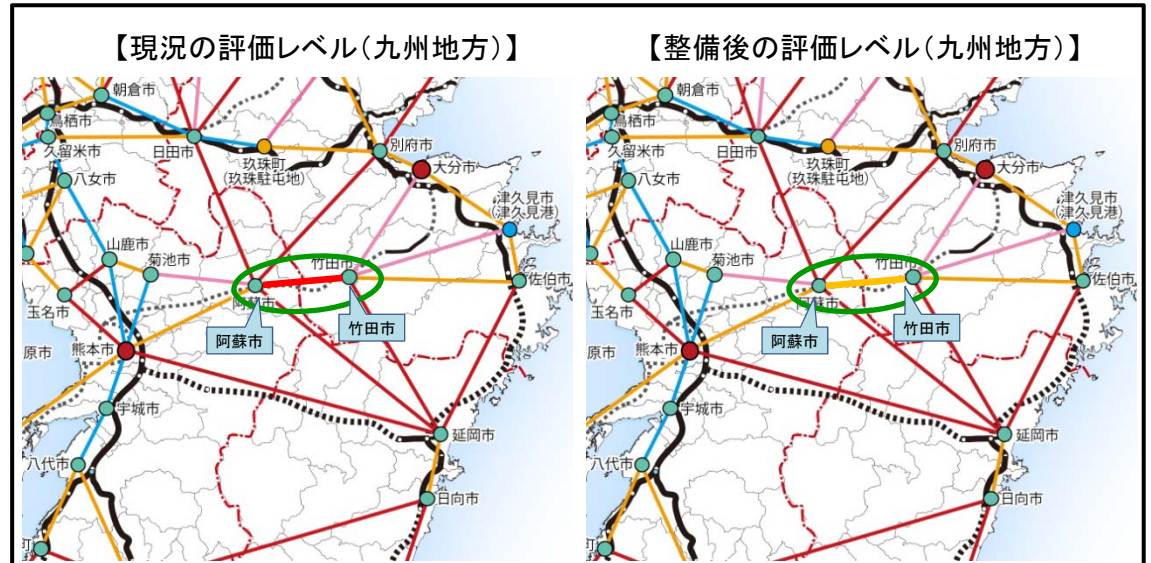 【現況の評価レベル(九州地方)】
朝倉市
鳥栖市
久留米市
日田市
玖珠町
(玖珠駐屯地)
別府市
大分市
八女市
津久見市
(津久見港)
山鹿市
菊池市
竹田市
佐伯市
阿蘇市
玉名市
阿蘇市
竹田市
原市
熊本市
宇城市
延岡市
八代市
日向市
町
【整備後の評価レベル(九州地方)】
朝倉市
鳥栖市
久留米市
日田市
玖珠町
(玖珠駐屯地)
別府市
大分市
八女市
津久見市
(津久見港)
山鹿市
菊池市
竹田市
佐伯市
阿蘇市
玉名市
阿蘇市
竹田市
原市
熊本市
宇城市
延岡市
八代市
日向市
町